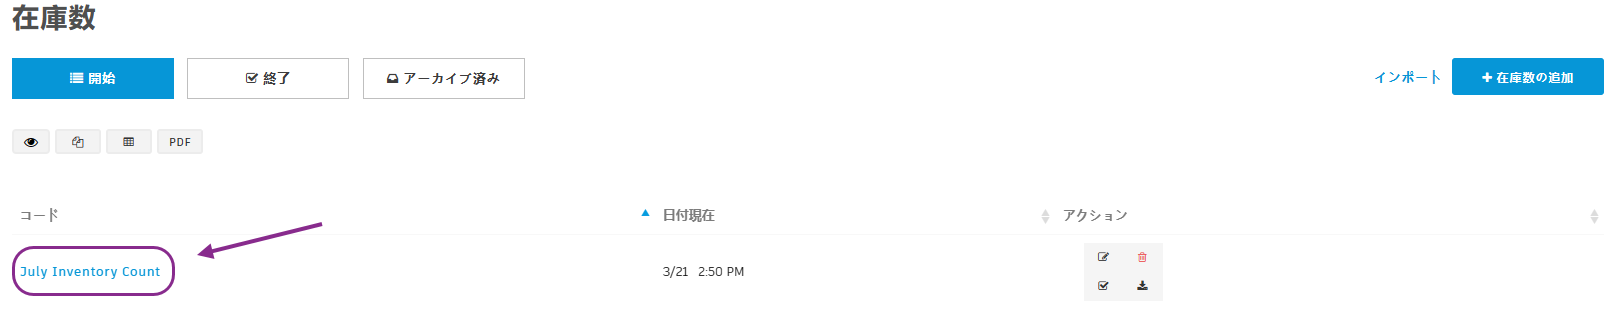 在庫数
開始 終了 アーカイブ済み インポート 在庫数の追加
PDF
コード 日付現在 アクション
July Inventory Count 3/21 2:50 PM